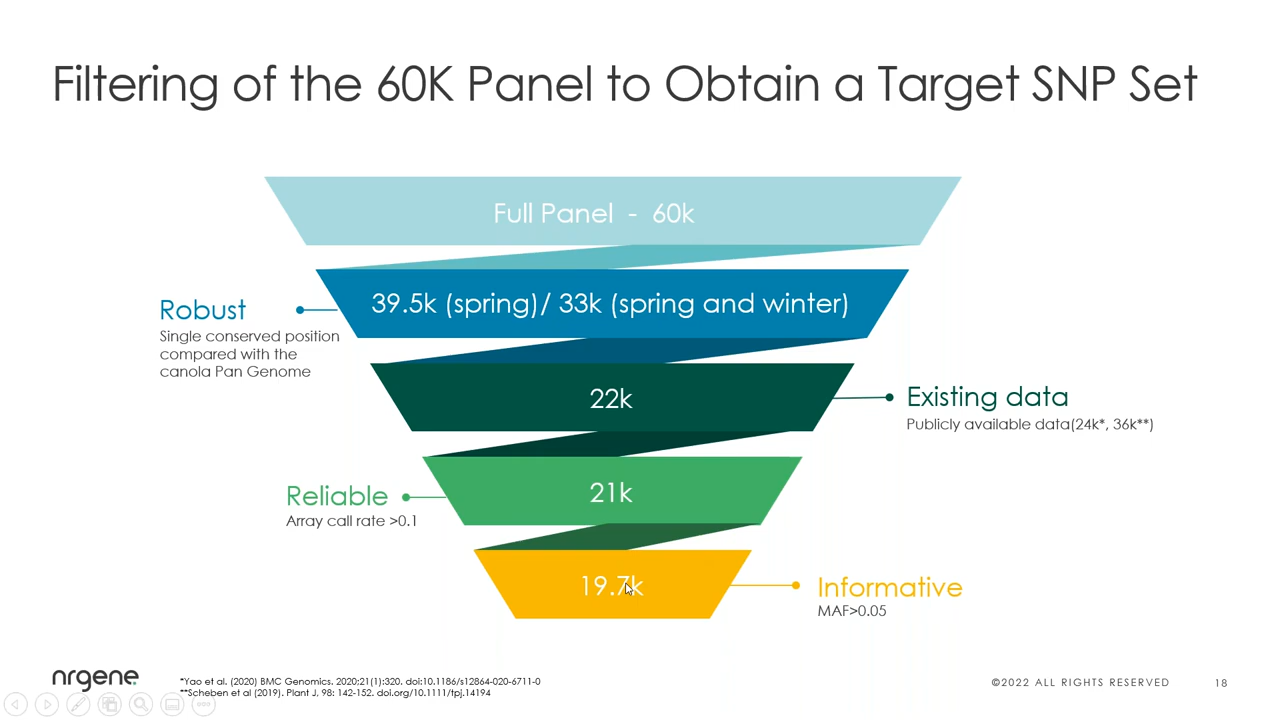 Filtering of the 60K Panel to Obtain a Target SNP Set
Full Panel - 60k
39.5k (spring)/ 33k (spring and winter)
Robust
Single conserved position
compared with the
canola Pan Genome
22k
Existing data
Publicly available data(24k*, 36k**)
21k
Reliable
Array call rate >0.1
19.7k
Informative
MAF>0.05
nrgene
*Yao et al. (2020) BMC Genomics. 2020;21(1):320. doi:10.1186/s12864-020-6711-0
**Scheben et al (2019). Plant J, 98: 142-152. doi.org/10.1111/tpj.14194
©2022 ALL RIGHTS RESERVED
18